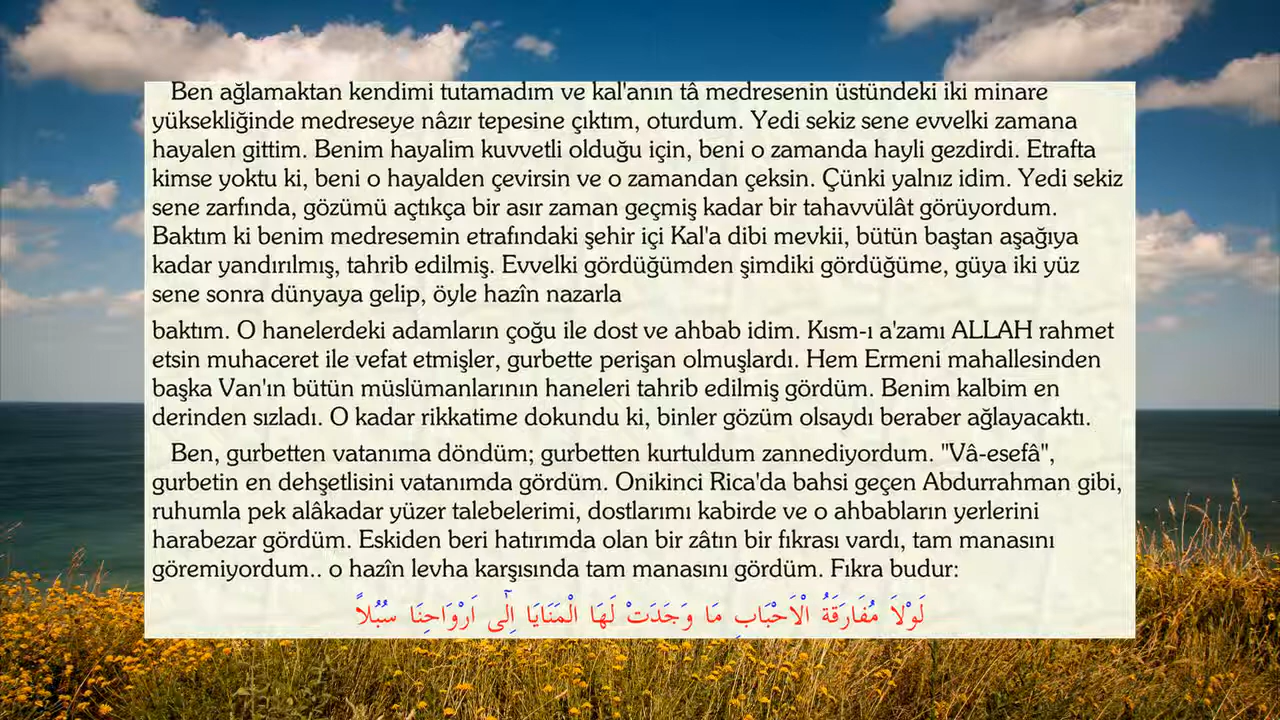 Ben ağlamaktan kendimi tutamadım ve kal'anın tâ medresenin üstündeki iki minare
yüksekliğinde medreseye nâzır tepesine çıktım, oturdum. Yedi sekiz sene evvelki zamana
hayalen gittim. Benim hayalim kuvvetli olduğu için, beni o zamanda hayli gezdirdi. Etrafta
kimse yoktu ki, beni o hayalden çevirsin ve o zamandan çeksin. Çünki yalnız idim. Yedi sekiz
sene zarfında, gözümü açtıkça bir asır zaman geçmiş kadar bir tahavvülât görüyordum.
Baktım ki benim medresemin etrafındaki şehir içi Kal'a dibi mevkii, bütün baştan aşağıya
kadar yandırılmış, tahrib edilmiş. Evvelki gördüğümden şimdiki gördüğüme, güya iki yüz
sene sonra dünyaya gelip, öyle hazîn nazarla
baktım. O hanelerdeki adamların çoğu ile dost ve ahbab idim. Kısm-ı a'zamı ALLAH rahmet
etsin muhaceret ile vefat etmişler, gurbette perişan olmuşlardı. Hem Ermeni mahallesinden
başka Van'ın bütün müslümanlarının haneleri tahrib edilmiş gördüm. Benim kalbim en
derinden sızladı. O kadar rikkatime dokundu ki, binler gözüm olsaydı beraber ağlayacaktı.
Ben, gurbetten vatanıma döndüm; gurbetten kurtuldum zannediyordum. "Vâ-esefâ",
gurbetin en dehşetlisini vatanımda gördüm. Onikinci Rica'da bahsi geçen Abdurrahman gibi,
ruhumla pek alâkadar yüzer talebelerimi, dostlarımı kabirde ve o ahbabların yerlerini
harabezar gördüm. Eskiden beri hatırımda olan bir zâtın bir fıkrası vardı, tam manasını
göremiyordum.. o hazîn levha karşısında tam manasını gördüm. Fıkra budur:
لَوْلاَ مُفَارَقَةُ الْاَحْبَابِ مَا وَجَدَتْ لَهَا الْمَنَايَا اِلٰٓى اَرْوَاحِنَا سُبُلاً